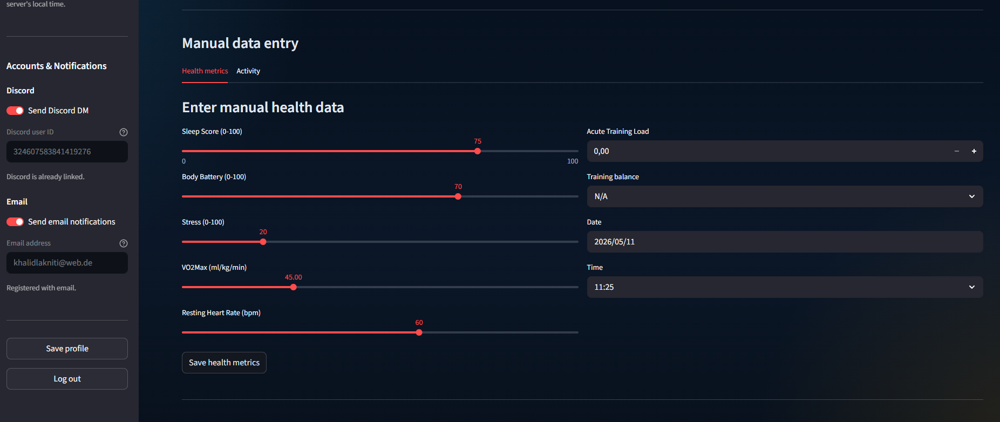 server's local time.
Accounts & Notifications
Discord
Send Discord DM
Discord user ID
324607583841419276
Discord is already linked.
Email
Send email notifications
Email address
khalidlakniti@web.de
Registered with email.
Save profile
Log out
Manual data entry
Health metrics
Activity
Enter manual health data
Sleep Score (0-100)
75
0
100
Body Battery (0-100)
70
Stress (0-100)
20
VO2Max (ml/kg/min)
45.00
Resting Heart Rate (bpm)
60
Save health metrics
Acute Training Load
0,00
Training balance
N/A
Date
2026/05/11
Time
11:25